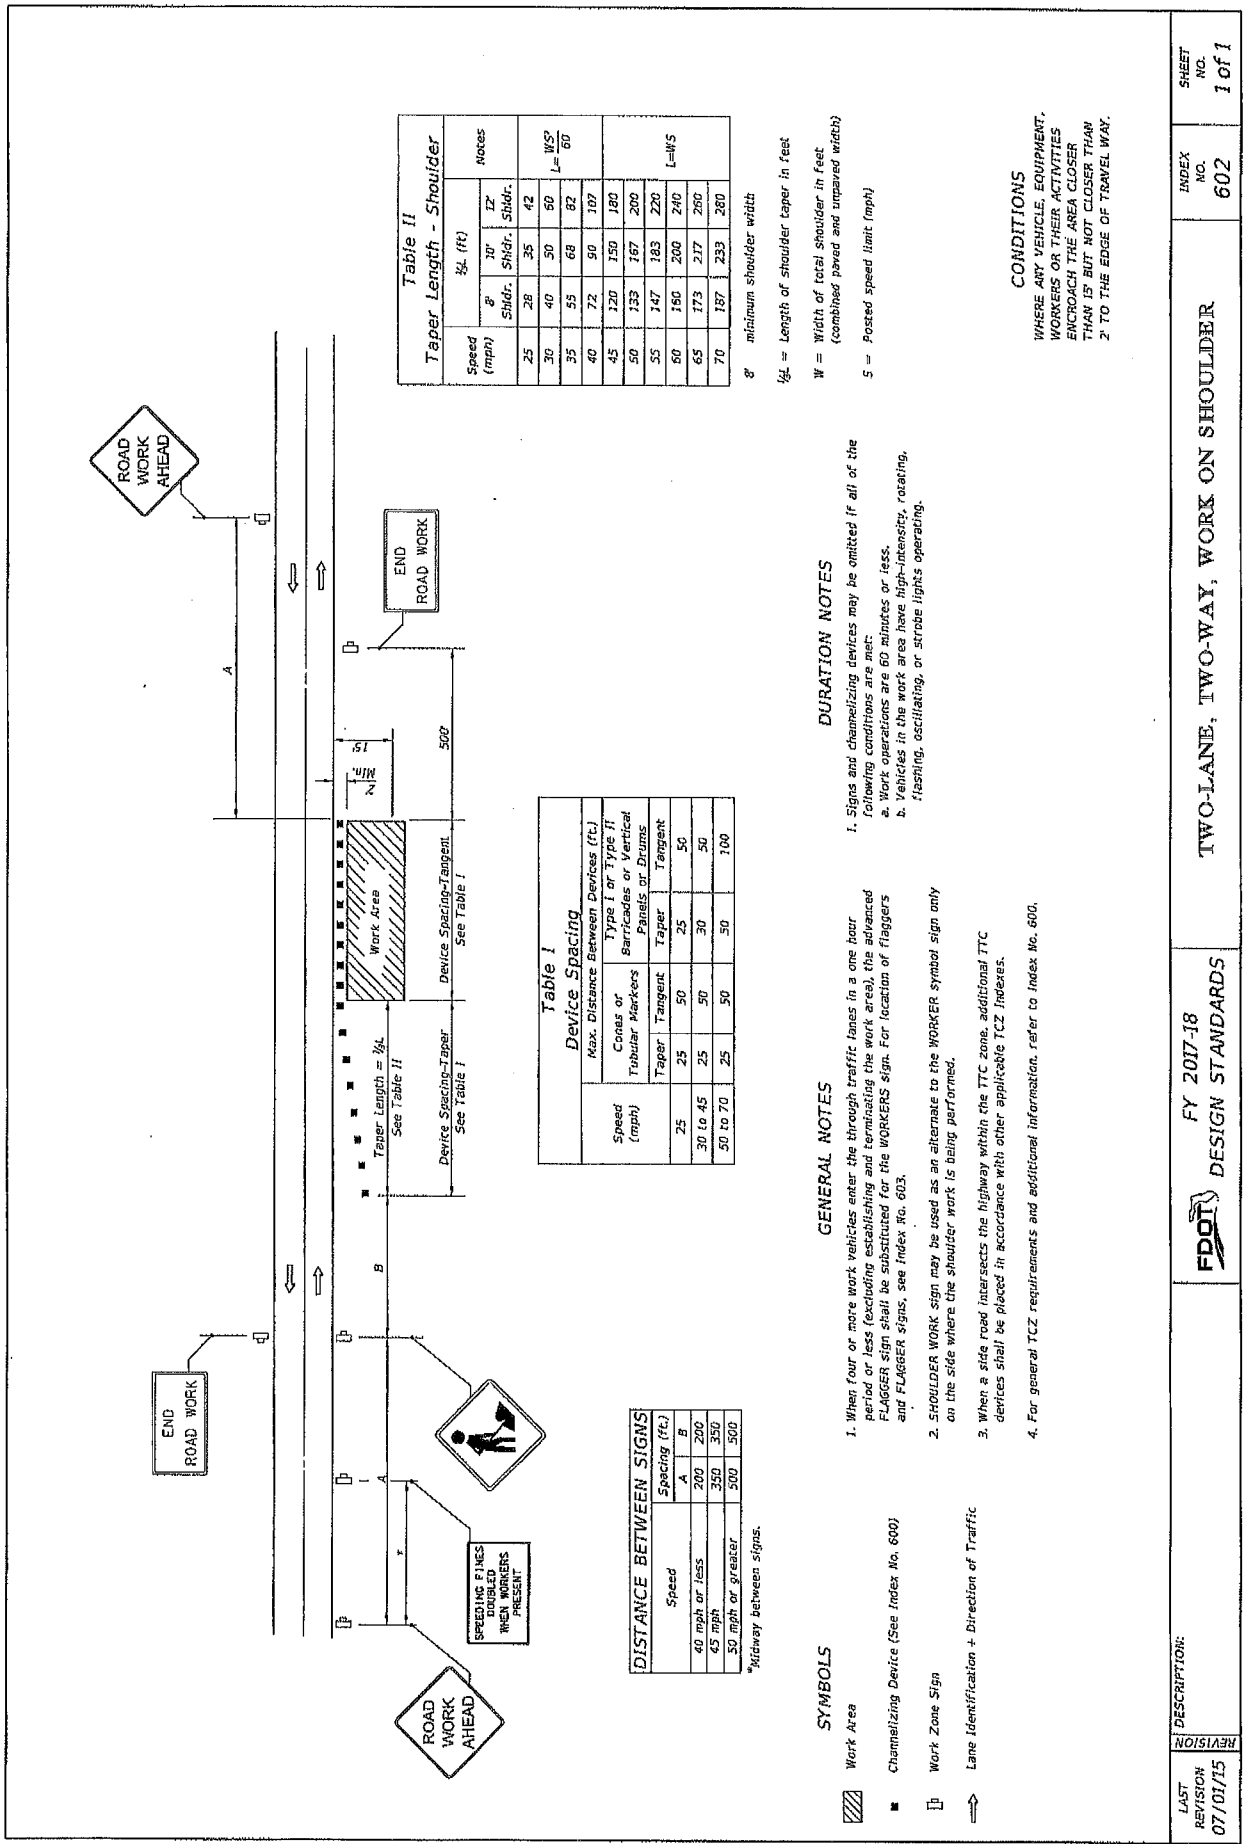 ROAD
WORK
AHEAD
END
ROAD WORK
A
15'
2'
Min.
500'
Work Area
Taper Length = ⅓L
See Table II
Device Spacing-Taper
See Table I
Device Spacing-Tangent
See Table I
B
A
*
END
ROAD WORK
SPEEDING FINES
DOUBLED
WHEN WORKERS
PRESENT
ROAD
WORK
AHEAD
DISTANCE BETWEEN SIGNS
Speed Spacing (ft.)
A B
40 mph or less 200 200
45 mph 350 350
50 mph or greater 500 500
*Midway between signs.
Table I
Device Spacing
Speed (mph) Max. Distance Between Devices (ft.)
Cones or Tubular Markers Type I or Type II Barricades or Vertical Panels or Drums
Taper Tangent Taper Tangent
25 25 50 25 50
30 to 45 25 50 30 50
50 to 70 25 50 50 100
Table II
Taper Length - Shoulder
Speed (mph) ⅓L (ft) Notes
8' Shldr. 10' Shldr. 12' Shldr.
25 28 35 42
30 40 50 60
35 55 68 82
40 72 90 107
L= WS²/60
45 120 150 180
50 133 167 200
55 147 183 220
60 160 200 240
65 173 217 260
70 187 233 280
L=WS
8' minimum shoulder width
⅓L = Length of shoulder taper in feet
W = Width of total shoulder in feet
(combined paved and unpaved width)
S = Posted speed limit (mph)
SYMBOLS
Work Area
Channelizing Device (See Index No. 600)
Work Zone Sign
Lane Identification + Direction of Traffic
GENERAL NOTES
1. When four or more work vehicles enter the through traffic lanes in a one hour
period or less (excluding establishing and terminating the work area), the advanced
FLAGGER sign shall be substituted for the WORKERS sign. For location of flaggers
and FLAGGER signs, see Index No. 603.
2. SHOULDER WORK sign may be used as an alternate to the WORKER symbol sign only
on the side where the shoulder work is being performed.
3. When a side road intersects the highway within the TTC zone, additional TTC
devices shall be placed in accordance with other applicable TCZ Indexes.
4. For general TCZ requirements and additional information, refer to Index No. 600.
DURATION NOTES
1. Signs and channelizing devices may be omitted if all of the
following conditions are met:
a. Work operations are 60 minutes or less.
b. Vehicles in the work area have high-intensity, rotating,
flashing, oscillating, or strobe lights operating.
CONDITIONS
WHERE ANY VEHICLE, EQUIPMENT,
WORKERS OR THEIR ACTIVITIES
ENCROACH THE AREA CLOSER
THAN 15' BUT NOT CLOSER THAN
2' TO THE EDGE OF TRAVEL WAY.
LAST
REVISION
07/01/15
REVISION
DESCRIPTION:
FDOT
FY 2017-18
DESIGN STANDARDS
TWO-LANE, TWO-WAY, WORK ON SHOULDER
INDEX
NO.
602
SHEET
NO.
1 of 1